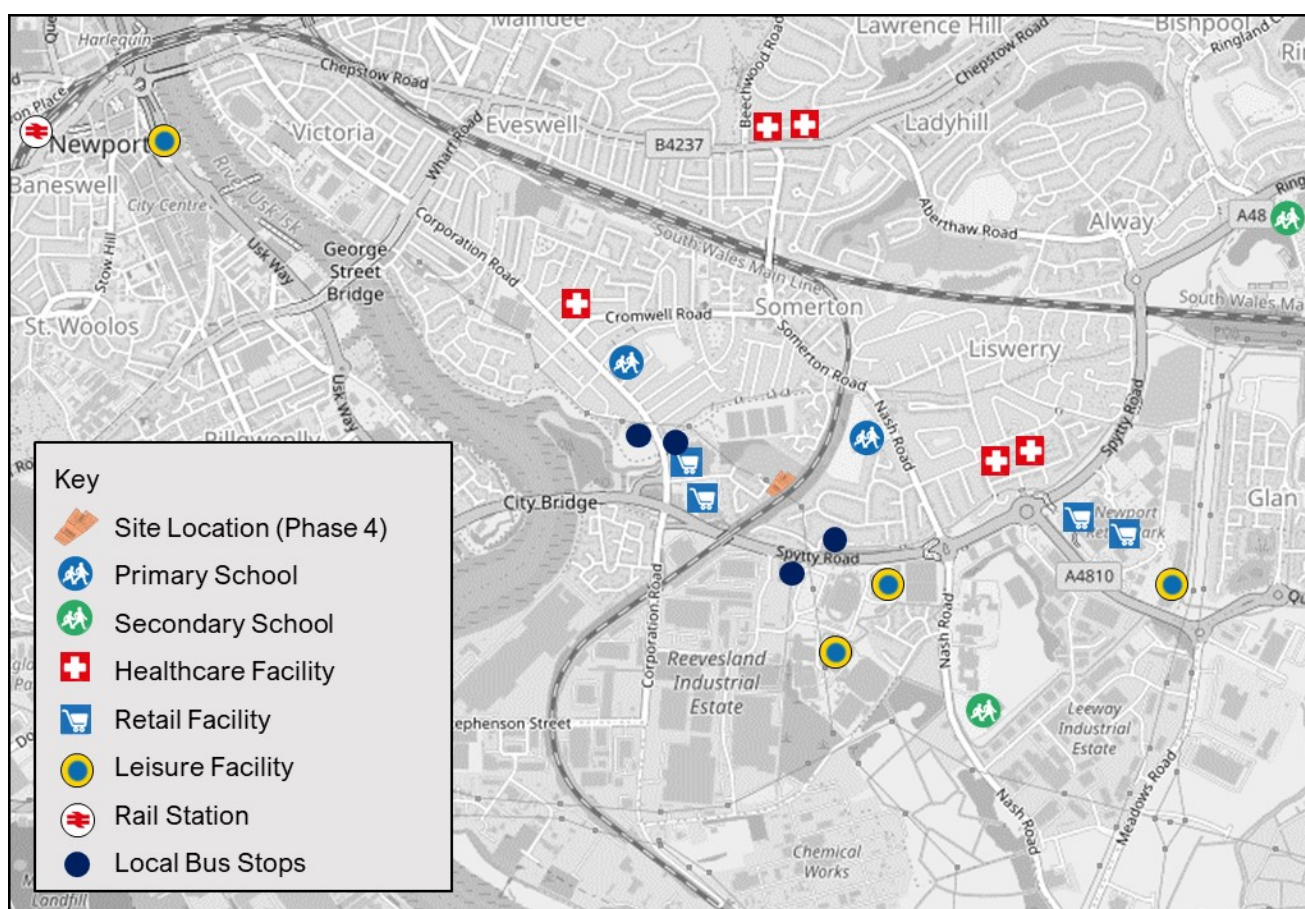 Maindee
Lawrence Hill
Bishpool
Harlequin
Chepstow Road
Beechwood Road
Chepstow Road
Ringland
Newport
Victoria
Eveswell
Wharf Road
B4237
Ladyhill
Baneswell
City Centre
River Usk
Usk Way
Stow Hill
George
Street
Bridge
Corporation Road
South Wales Main Line
Aberthaw Road
Alway
A48
South Wales
St. Woolos
Cromwell Road
Somerton
Somerton Road
Liswerry
Usk Way
Nash Road
Spytty Road
Pillgwenlly
City Bridge
Newport
Retail Park
Glan
Spytty Road
A4810
Corporation Road
Reevesland
Industrial
Estate
Nash Road
Leeway
Industrial
Estate
Stephenson Street
Meadows Road
Nash Road
Chemical
Works
Landfill
Key
Site Location (Phase 4)
Primary School
Secondary School
Healthcare Facility
Retail Facility
Leisure Facility
Rail Station
Local Bus Stops